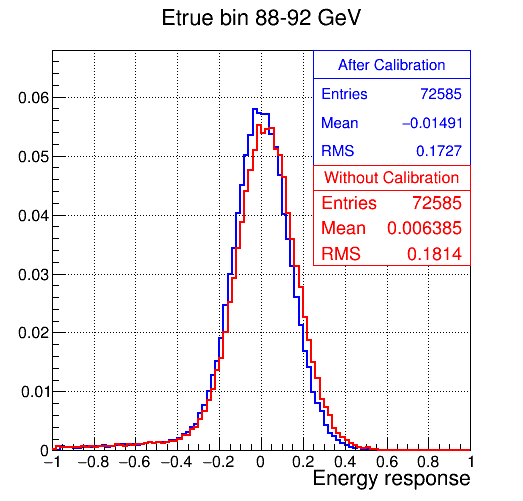 Etrue bin 88-92 GeV
After Calibration
Entries 72585
Mean −0.01491
RMS 0.1727
Without Calibration
Entries 72585
Mean 0.006385
RMS 0.1814
0.06
0.05
0.04
0.03
0.02
0.01
0
−1 −0.8 −0.6 −0.4 −0.2 0 0.2 0.4 0.6 0.8 1
Energy response